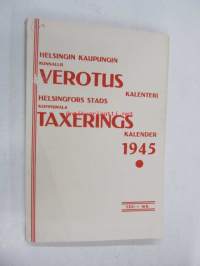 HELSINGIN KAUPUNGIN
KUNNALLIS
VEROTUS
KALENTERI
HELSINGFORS STADS
KOMMUNALA
TAXERINGS
KALENDER
1945